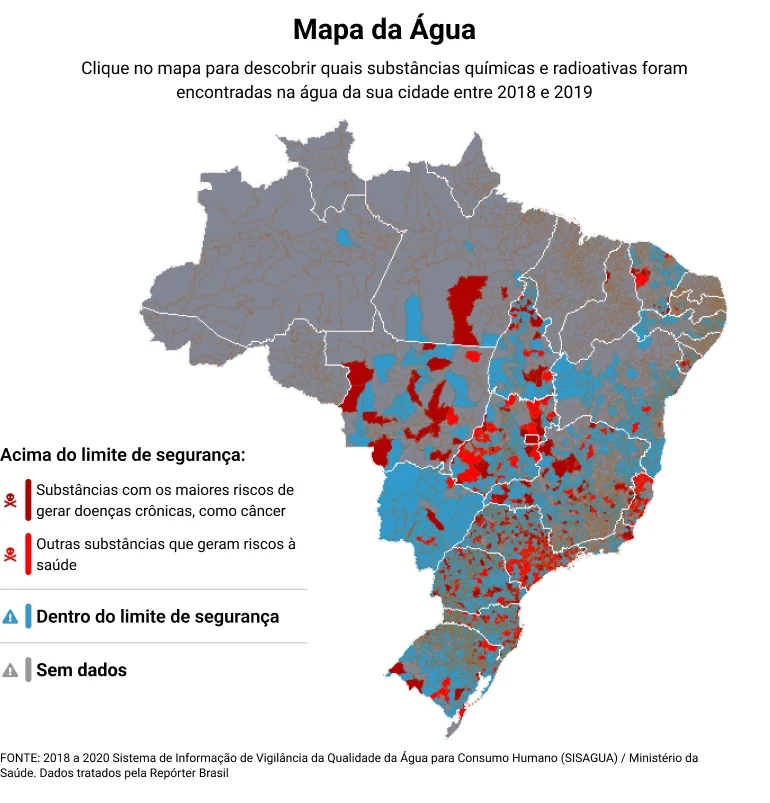 Mapa da Água
Clique no mapa para descobrir quais substâncias químicas e radioativas foram
encontradas na água da sua cidade entre 2018 e 2019
Acima do limite de segurança:
Substâncias com os maiores riscos de
gerar doenças crônicas, como câncer
Outras substâncias que geram riscos à
saúde
Dentro do limite de segurança
Sem dados
FONTE: 2018 a 2020 Sistema de Informação de Vigilância da Qualidade da Água para Consumo Humano (SISAGUA) / Ministério da
Saúde. Dados tratados pela Repórter Brasil